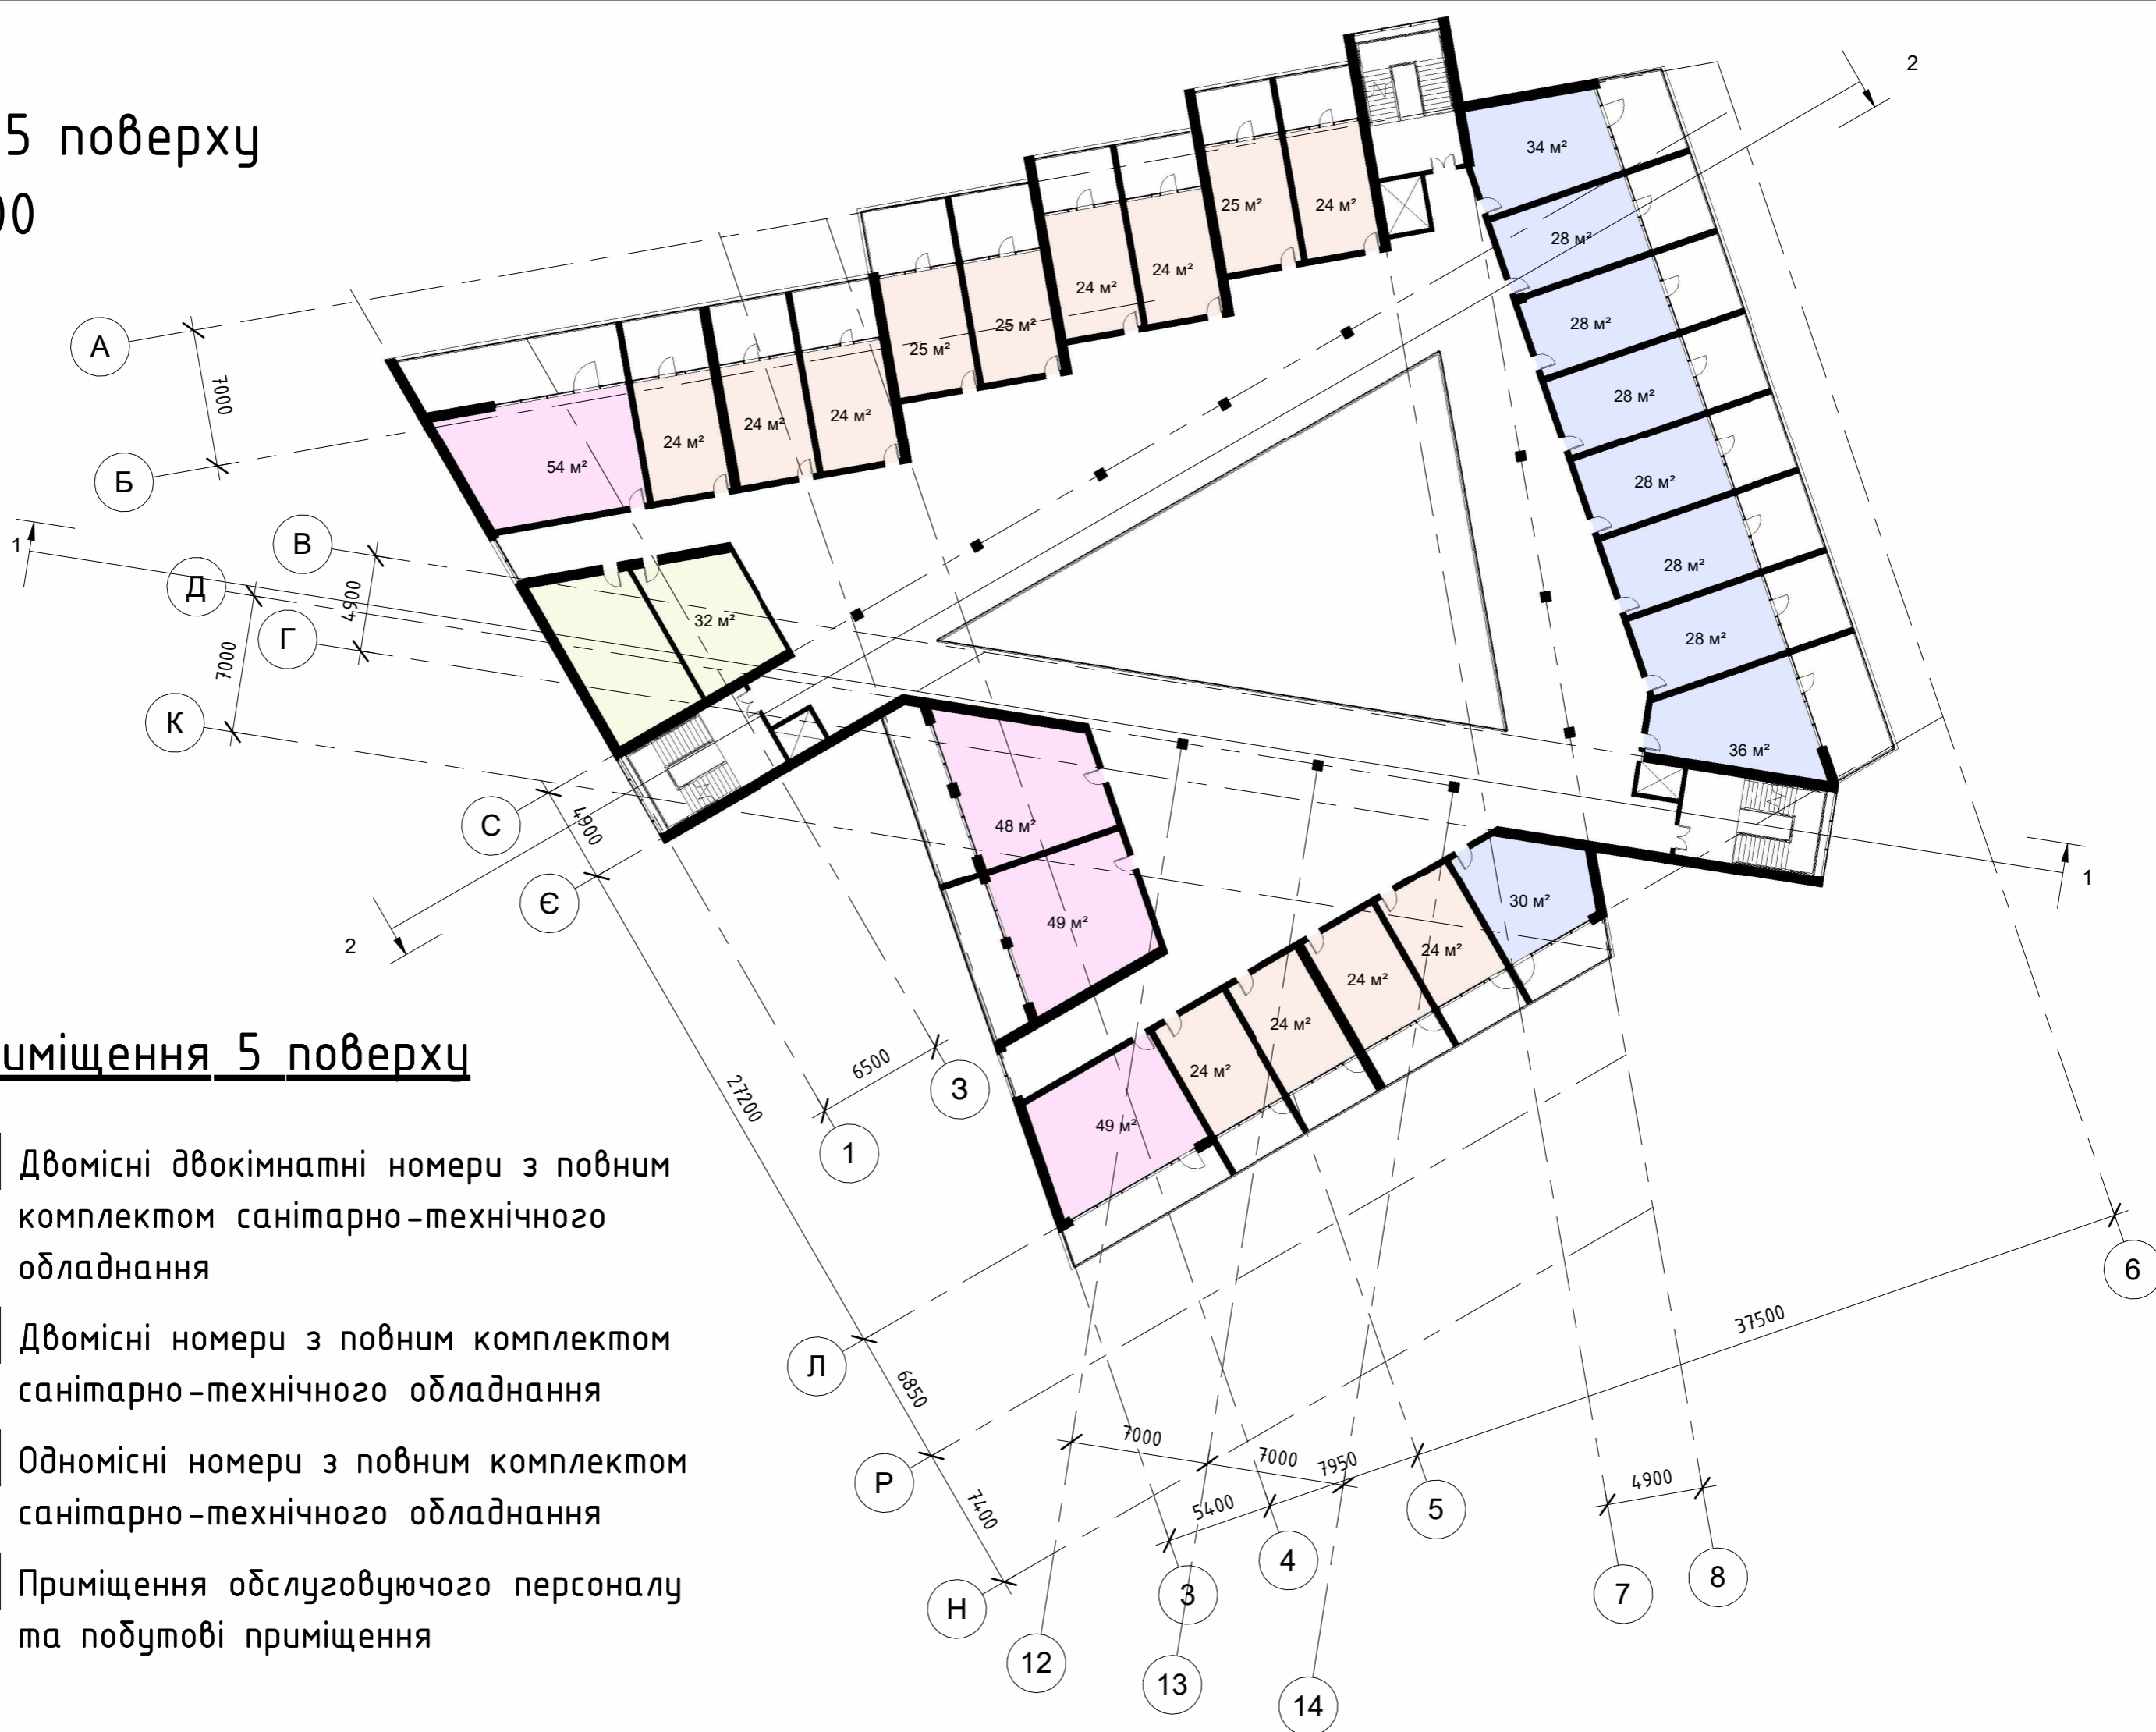 5 поверху
00
2
34 м²
28 м²
28 м²
28 м²
28 м²
28 м²
28 м²
36 м²
25 м²
24 м²
24 м²
24 м²
25 м²
25 м²
24 м²
24 м²
24 м²
54 м²
А
7000
Б
1
В
Д
4900
Г
7000
К
32 м²
С
4900
Є
2
48 м²
49 м²
30 м²
24 м²
24 м²
24 м²
24 м²
49 м²
1
6500
3
1
27200
иміщення 5 поверху
Двомісні двокімнатні номери з повним
комплектом санітарно-технічного
обладнання
Двомісні номери з повним комплектом
санітарно-технічного обладнання
Одномісні номери з повним комплектом
санітарно-технічного обладнання
Приміщення обслуговуючого персоналу
та побутові приміщення
Л
6850
Р
7400
Н
7000
7000
7950
5400
37500
4900
6
5
4
3
7
8
12
13
14